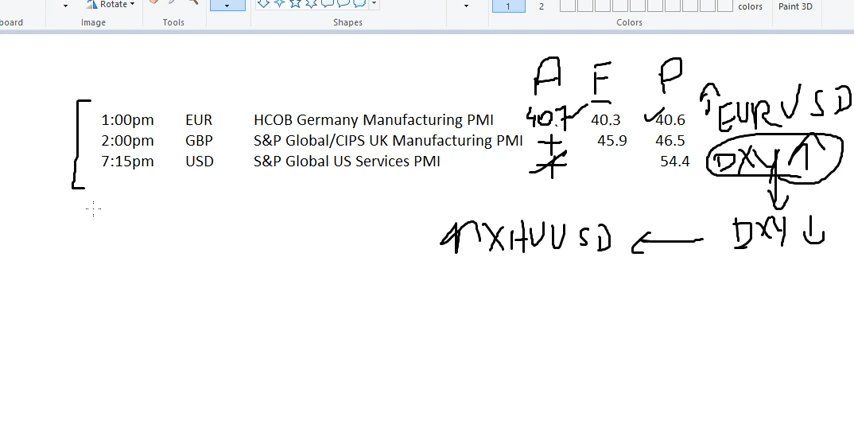 board Rotate Image Tools Shapes 1 2 Colors colors Paint 3D
A F P
1:00pm EUR HCOB Germany Manufacturing PMI 40.7 40.3 40.6 EURUSD
2:00pm GBP S&P Global/CIPS UK Manufacturing PMI + 45.9 46.5
7:15pm USD S&P Global US Services PMI 54.4 DXY ↑
XAUUSD ← DXY ↓